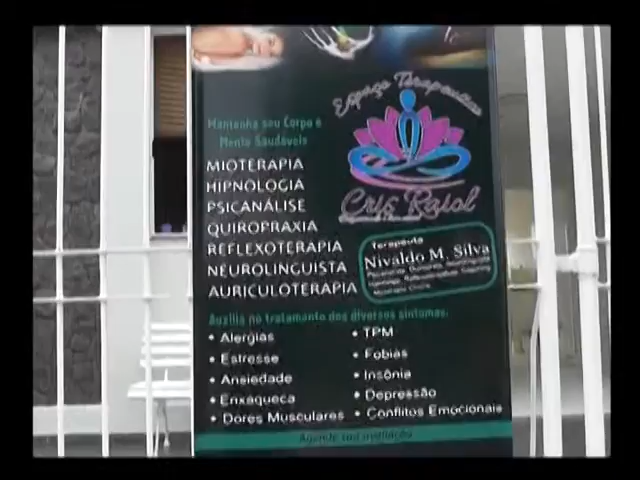 Espaço Terapêutico
Mantenha seu Corpo e
Mente Saudáveis
MIOTERAPIA
HIPNOLOGIA
PSICANÁLISE
QUIROPRAXIA
REFLEXOTERAPIA
NEUROLINGUISTA
AURICULOTERAPIA
Cris Raiol
Terapeuta
Nivaldo M. Silva
Auxilia no tratamento dos diversos sintomas.
• Alergias
• Estresse
• Ansiedade
• Enxaqueca
• Dores Musculares
• TPM
• Fobias
• Insônia
• Depressão
• Conflitos Emocionais
Agende sua avaliação